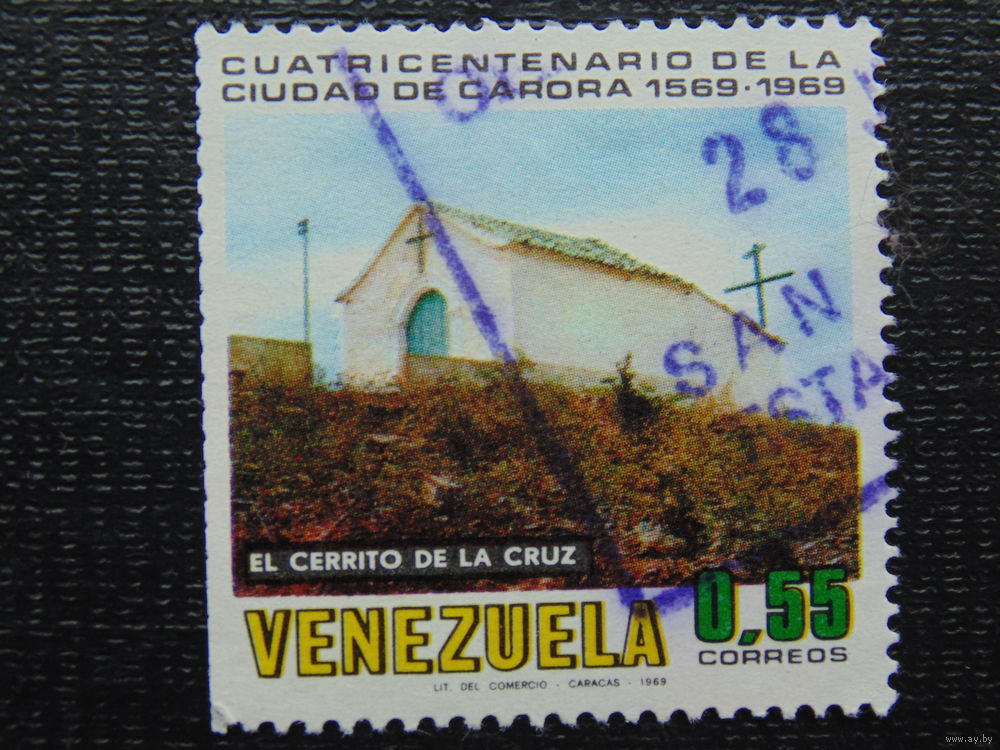 CUATRICENTENARIO DE LA
CIUDAD DE CARORA 1569·1969
28
SAN
EL CERRITO DE LA CRUZ
VENEZUELA
0,55
CORREOS
LIT. DEL COMERCIO - CARACAS - 1969
www.ay.by